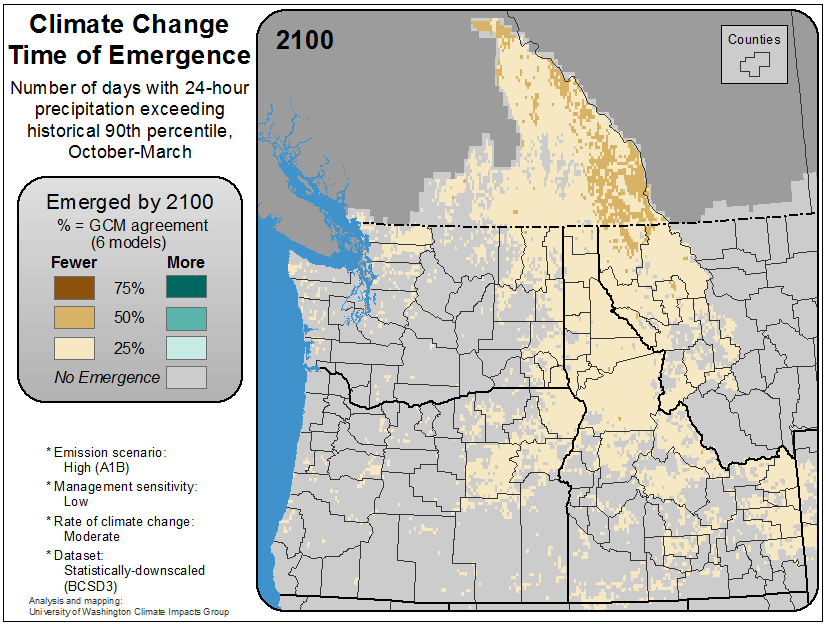 Climate Change
Time of Emergence
Number of days with 24-hour
precipitation exceeding
historical 90th percentile,
October-March
Emerged by 2100
% = GCM agreement
(6 models)
Fewer More
75%
50%
25%
No Emergence
* Emission scenario:
High (A1B)
* Management sensitivity:
Low
* Rate of climate change:
Moderate
* Dataset:
Statistically-downscaled
(BCSD3)
Analysis and mapping:
University of Washington Climate Impacts Group
2100
Counties